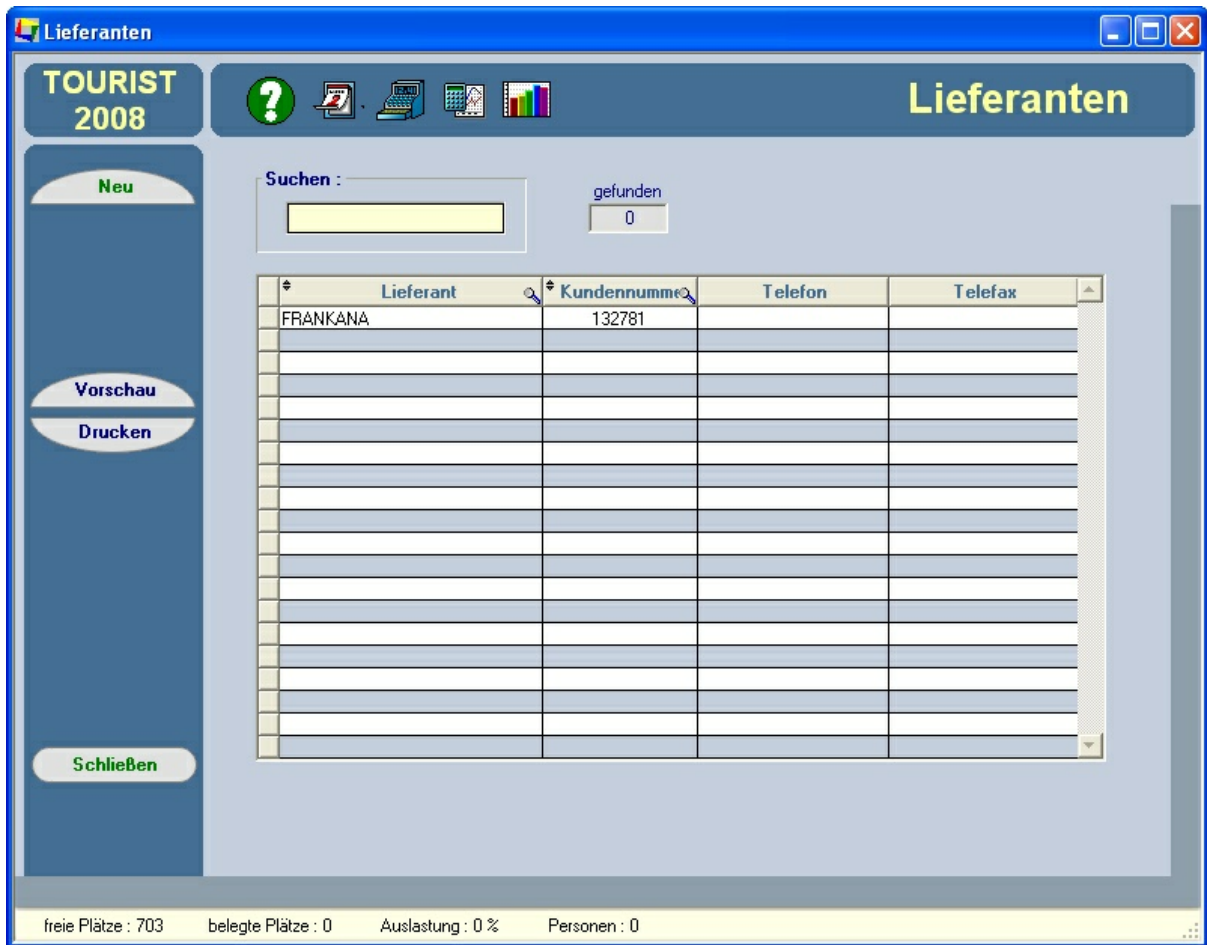 Lieferanten
TOURIST
2008
Lieferanten
Neu
Vorschau
Drucken
Schließen
Suchen :
gefunden
0
Lieferant Kundennumme Telefon Telefax
FRANKANA 132781
freie Plätze : 703 belegte Plätze : 0 Auslastung : 0 % Personen : 0